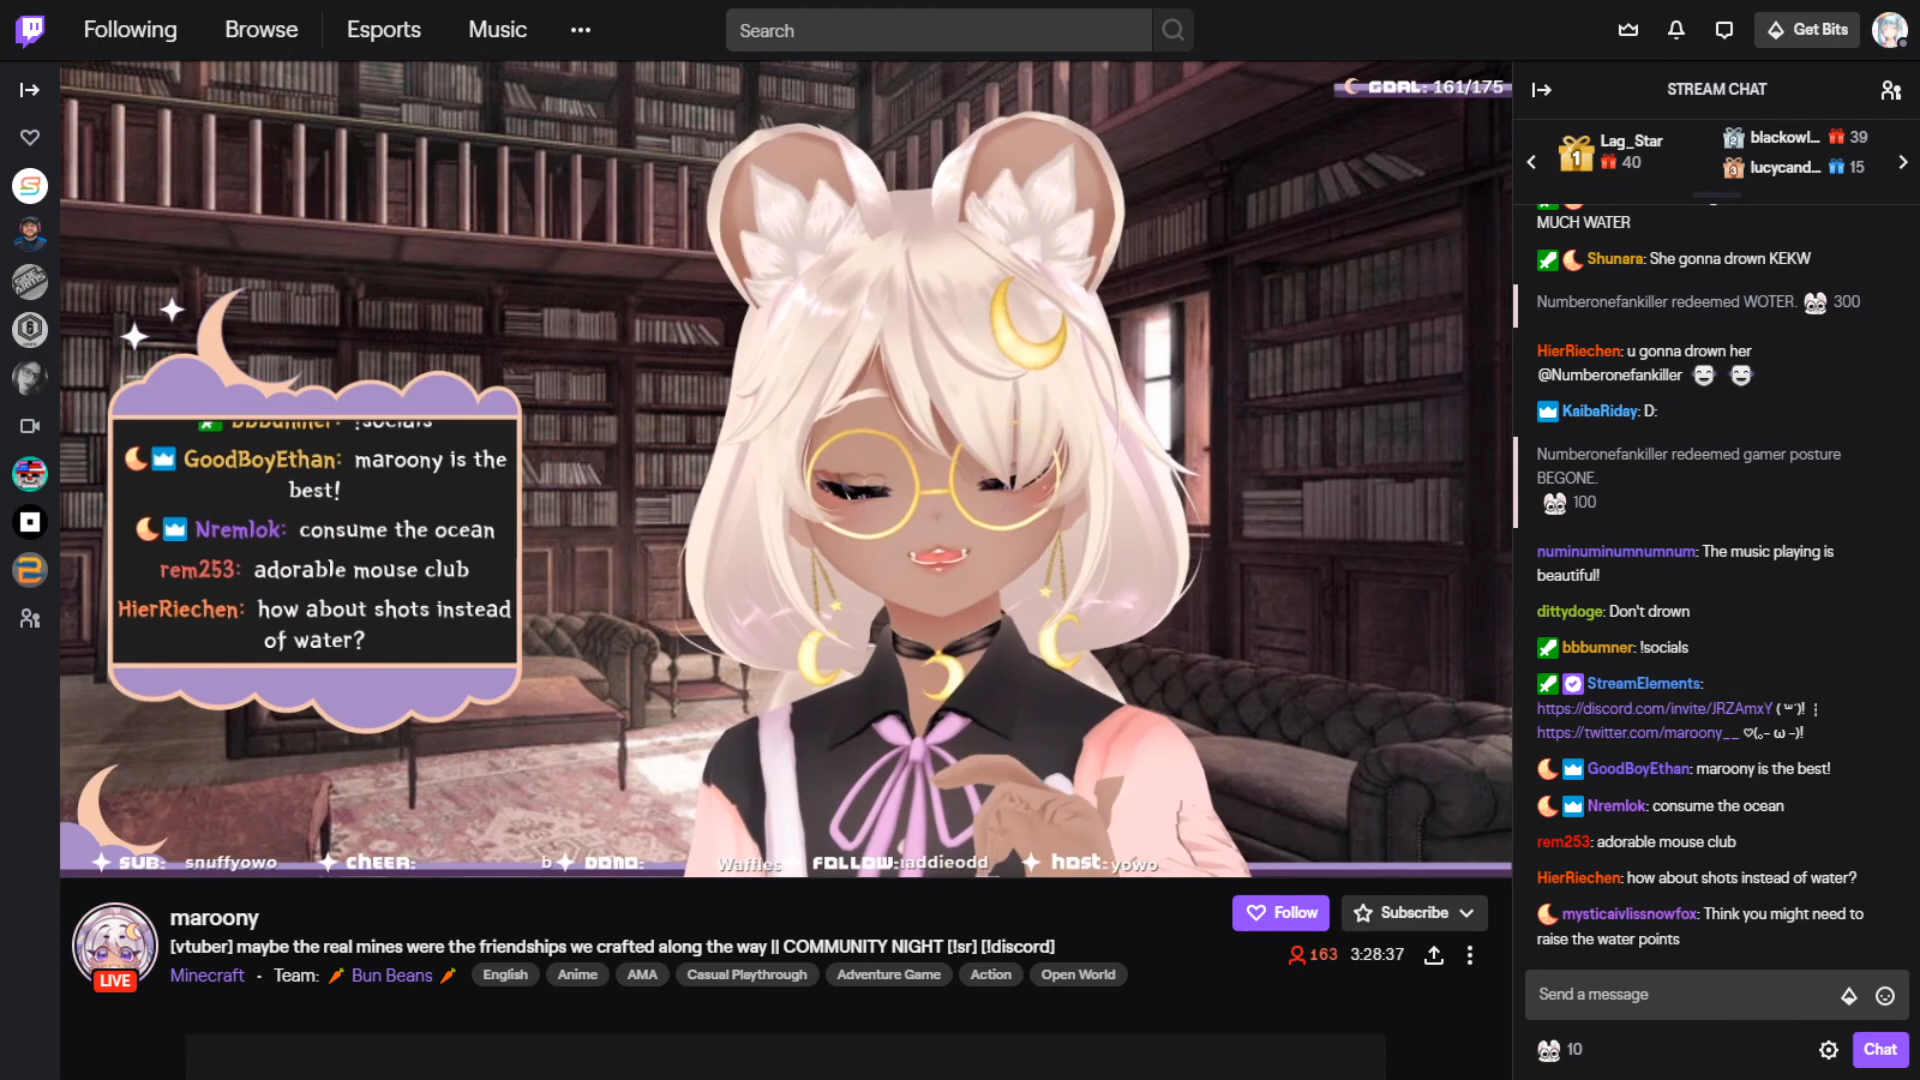 Following
Browse
Esports
Music
Search
Get Bits
GOAL: 161/175
STREAM CHAT
1
Lag_Star
40
2
blackowl...
39
3
lucycand...
15
MUCH WATER
Shunara: She gonna drown KEKW
Numberonefankiller redeemed WOTER. 300
HierRiechen: u gonna drown her
@Numberonefankiller
KaibaRiday: D:
Numberonefankiller redeemed gamer posture
BEGONE.
100
numinuminumnumnum: The music playing is
beautiful!
dittydoge: Don't drown
bbbumner: !socials
StreamElements:
https://discord.com/invite/JRZAmxY
https://twitter.com/maroony__ ♡(｡- ω -)!
GoodBoyEthan: maroony is the best!
Nremlok: consume the ocean
rem253: adorable mouse club
HierRiechen: how about shots instead of water?
mysticaivlissnowfox: Think you might need to
raise the water points
Send a message
10
Chat
bbbumner: !socials
GoodBoyEthan: maroony is the
best!
Nremlok: consume the ocean
rem253: adorable mouse club
HierRiechen: how about shots instead
of water?
SUB: snuffyowo CHEER: b DONO: Waffles FOLLOW: iaddieodd HOST: yowo
maroony
Follow
Subscribe
[vtuber] maybe the real mines were the friendships we crafted along the way || COMMUNITY NIGHT [!sr] [!discord]
163
3:28:37
LIVE
Minecraft · Team: Bun Beans
English
Anime
AMA
Casual Playthrough
Adventure Game
Action
Open World